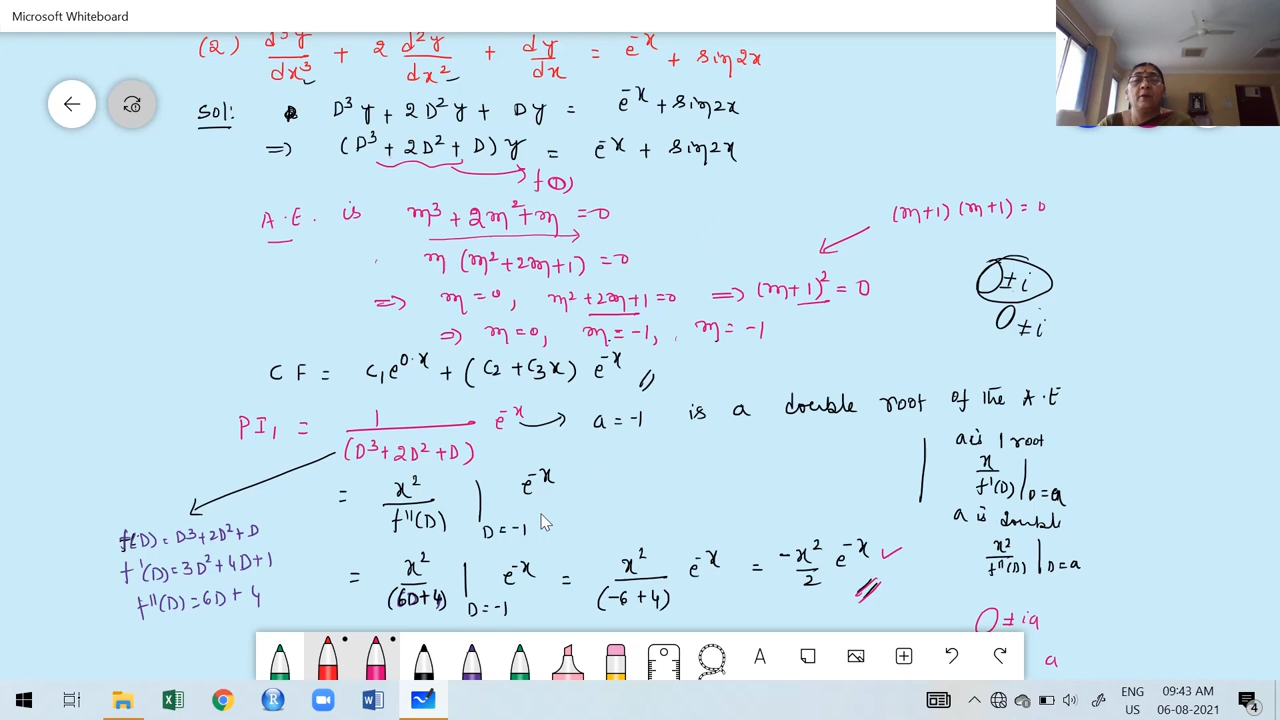 Microsoft Whiteboard
(2) d³y/dx³ + 2 d²y/dx² + dy/dx = e^-x + sin2x
Sol: D³y + 2D²y + Dy = e^-x + sin2x
=> (D³ + 2D² + D) y = e^-x + sin2x
f(D)
A.E. is m³ + 2m² + m = 0
(m+1) (m+1) = 0
m (m² + 2m + 1) = 0
=> m = 0, m² + 2m + 1 = 0 => (m+1)² = 0
0 ± i
0 ± i
=> m = 0, m = -1, m = -1
CF = C₁e^0·x + (C₂ + C₃x) e^-x //
PI₁ = 1/(D³ + 2D² + D) e^-x → a = -1 is a double root of the A.E
a is 1 root
x/f'(D) | D = a
= x²/f''(D) | D = -1 e^-x
a is double
x²/f''(D) | D = a
f(D) = D³ + 2D² + D
f'(D) = 3D² + 4D + 1
f''(D) = 6D + 4
= x²/(6D+4) | D = -1 e^-x = x²/(-6+4) e^-x = -x²/2 e^-x
0 ± ia
a
A
ENG
US
09:43 AM
06-08-2021
4